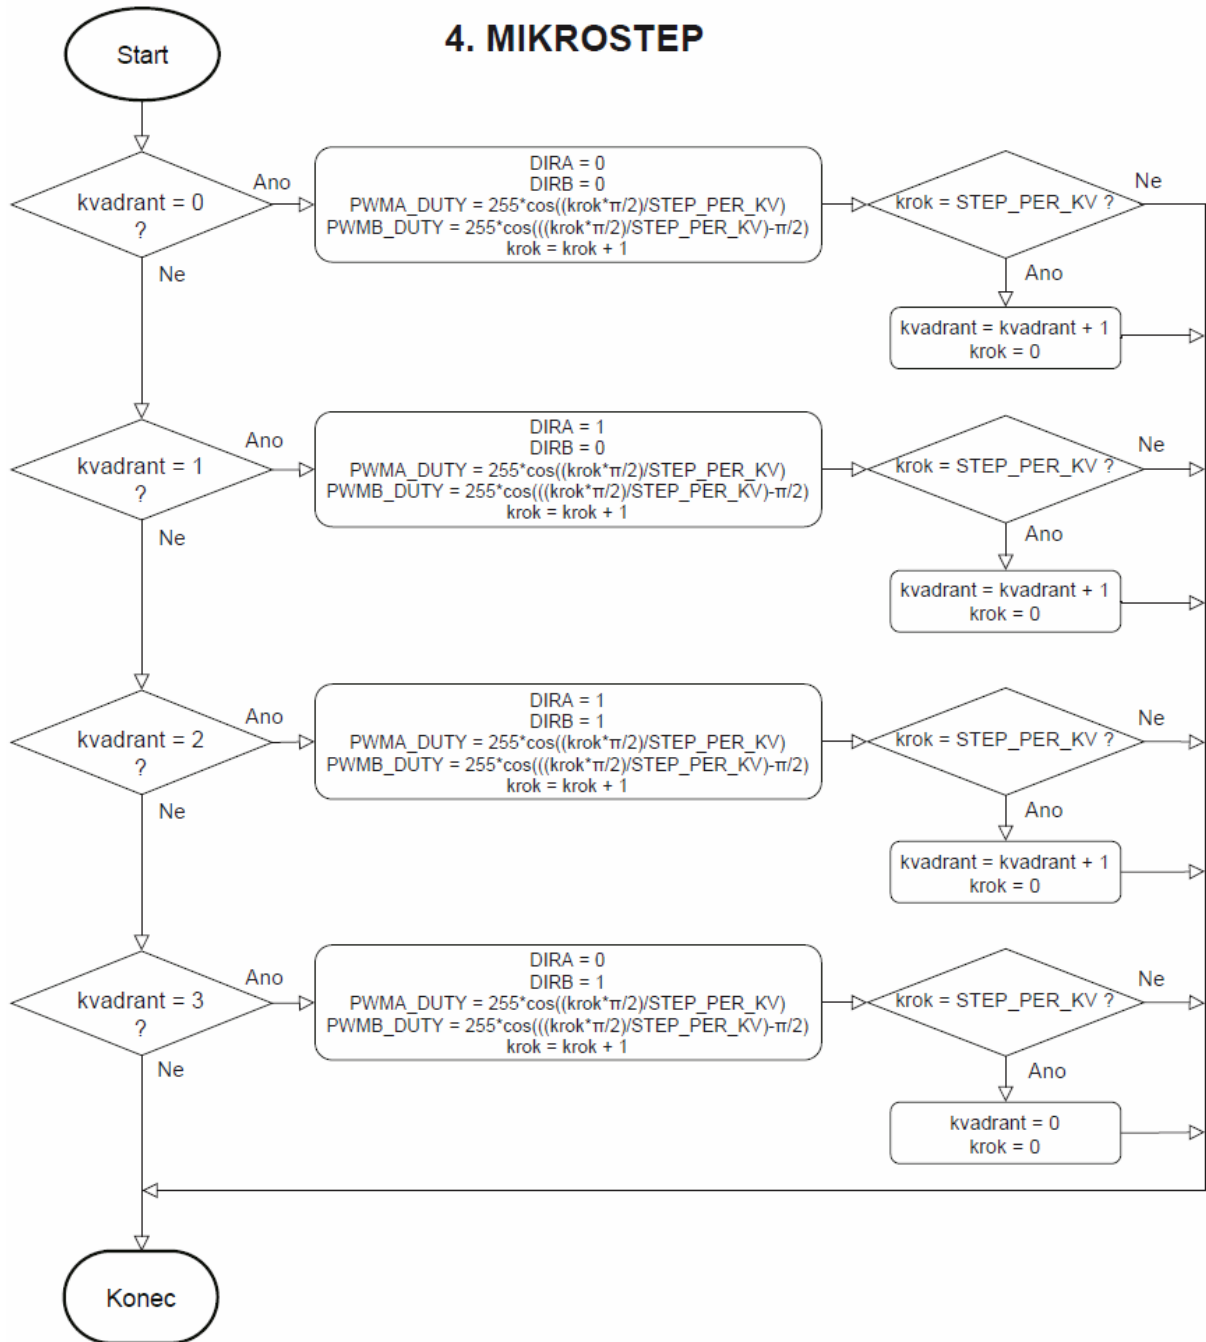 4. MIKROSTEP
Start
kvadrant = 0
?
Ano
Ne
DIRA = 0
DIRB = 0
PWMA_DUTY = 255*cos((krok*π/2)/STEP_PER_KV)
PWMB_DUTY = 255*cos(((krok*π/2)/STEP_PER_KV)-π/2)
krok = krok + 1
krok = STEP_PER_KV ?
Ne
Ano
kvadrant = kvadrant + 1
krok = 0
kvadrant = 1
?
Ano
Ne
DIRA = 1
DIRB = 0
PWMA_DUTY = 255*cos((krok*π/2)/STEP_PER_KV)
PWMB_DUTY = 255*cos(((krok*π/2)/STEP_PER_KV)-π/2)
krok = krok + 1
krok = STEP_PER_KV ?
Ne
Ano
kvadrant = kvadrant + 1
krok = 0
kvadrant = 2
?
Ano
Ne
DIRA = 1
DIRB = 1
PWMA_DUTY = 255*cos((krok*π/2)/STEP_PER_KV)
PWMB_DUTY = 255*cos(((krok*π/2)/STEP_PER_KV)-π/2)
krok = krok + 1
krok = STEP_PER_KV ?
Ne
Ano
kvadrant = kvadrant + 1
krok = 0
kvadrant = 3
?
Ano
Ne
DIRA = 0
DIRB = 1
PWMA_DUTY = 255*cos((krok*π/2)/STEP_PER_KV)
PWMB_DUTY = 255*cos(((krok*π/2)/STEP_PER_KV)-π/2)
krok = krok + 1
krok = STEP_PER_KV ?
Ne
Ano
kvadrant = 0
krok = 0
Konec